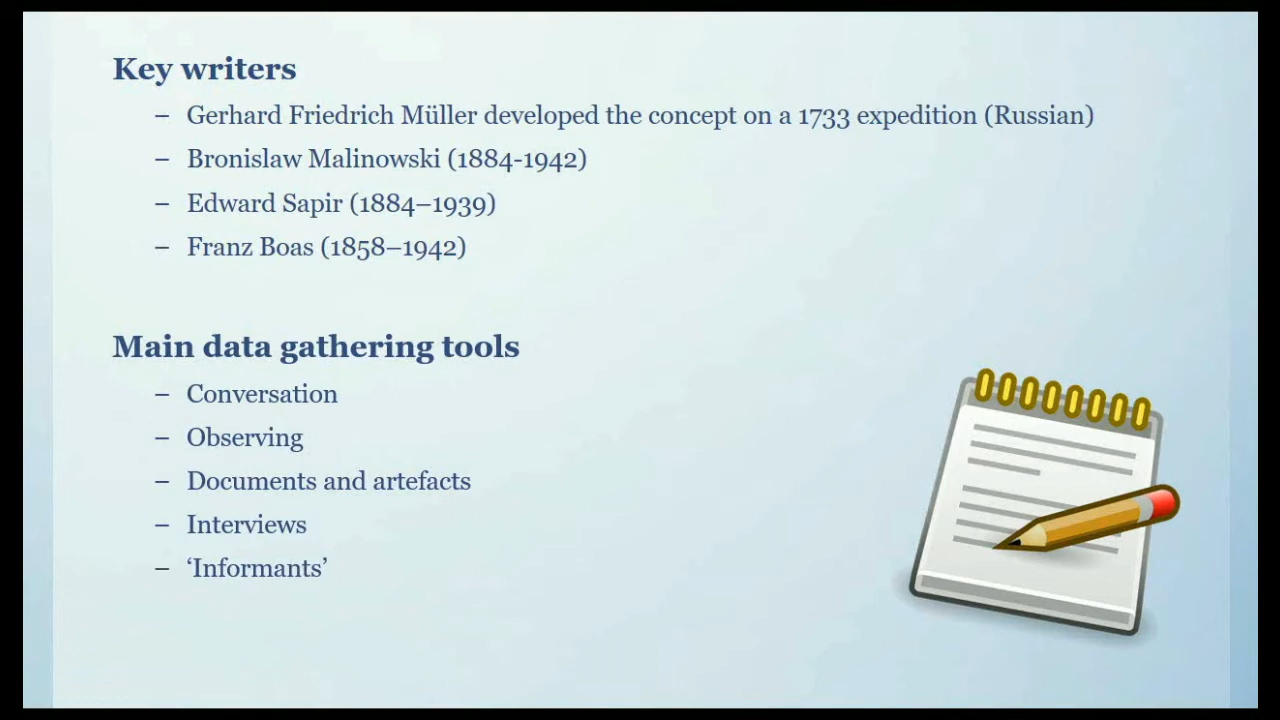 Key writers
– Gerhard Friedrich Müller developed the concept on a 1733 expedition (Russian)
– Bronislaw Malinowski (1884-1942)
– Edward Sapir (1884–1939)
– Franz Boas (1858–1942)
Main data gathering tools
– Conversation
– Observing
– Documents and artefacts
– Interviews
– ‘Informants’